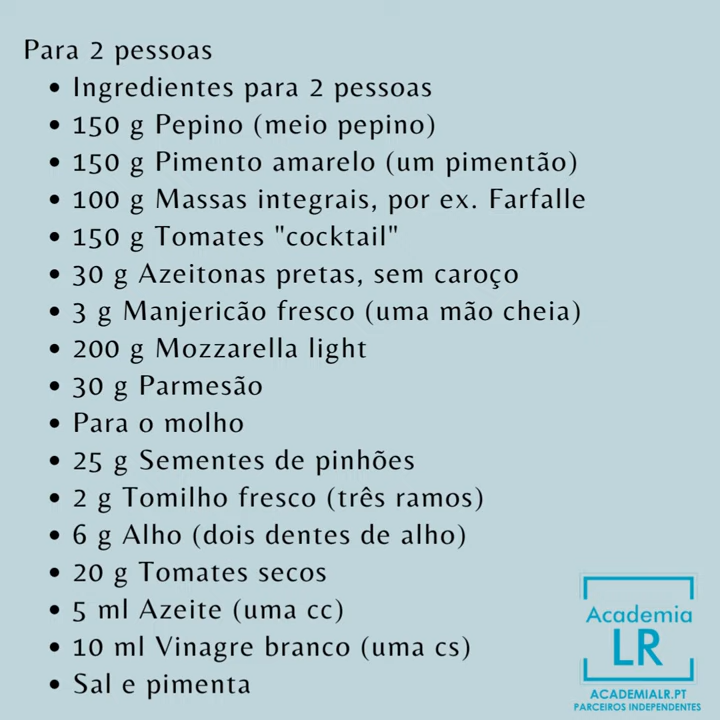 Para 2 pessoas
• Ingredientes para 2 pessoas
• 150 g Pepino (meio pepino)
• 150 g Pimento amarelo (um pimentão)
• 100 g Massas integrais, por ex. Farfalle
• 150 g Tomates "cocktail"
• 30 g Azeitonas pretas, sem caroço
• 3 g Manjericão fresco (uma mão cheia)
• 200 g Mozzarella light
• 30 g Parmesão
• Para o molho
• 25 g Sementes de pinhões
• 2 g Tomilho fresco (três ramos)
• 6 g Alho (dois dentes de alho)
• 20 g Tomates secos
• 5 ml Azeite (uma cc)
• 10 ml Vinagre branco (uma cs)
• Sal e pimenta
Academia
LR
ACADEMIALR.PT
PARCEIROS INDEPENDENTES